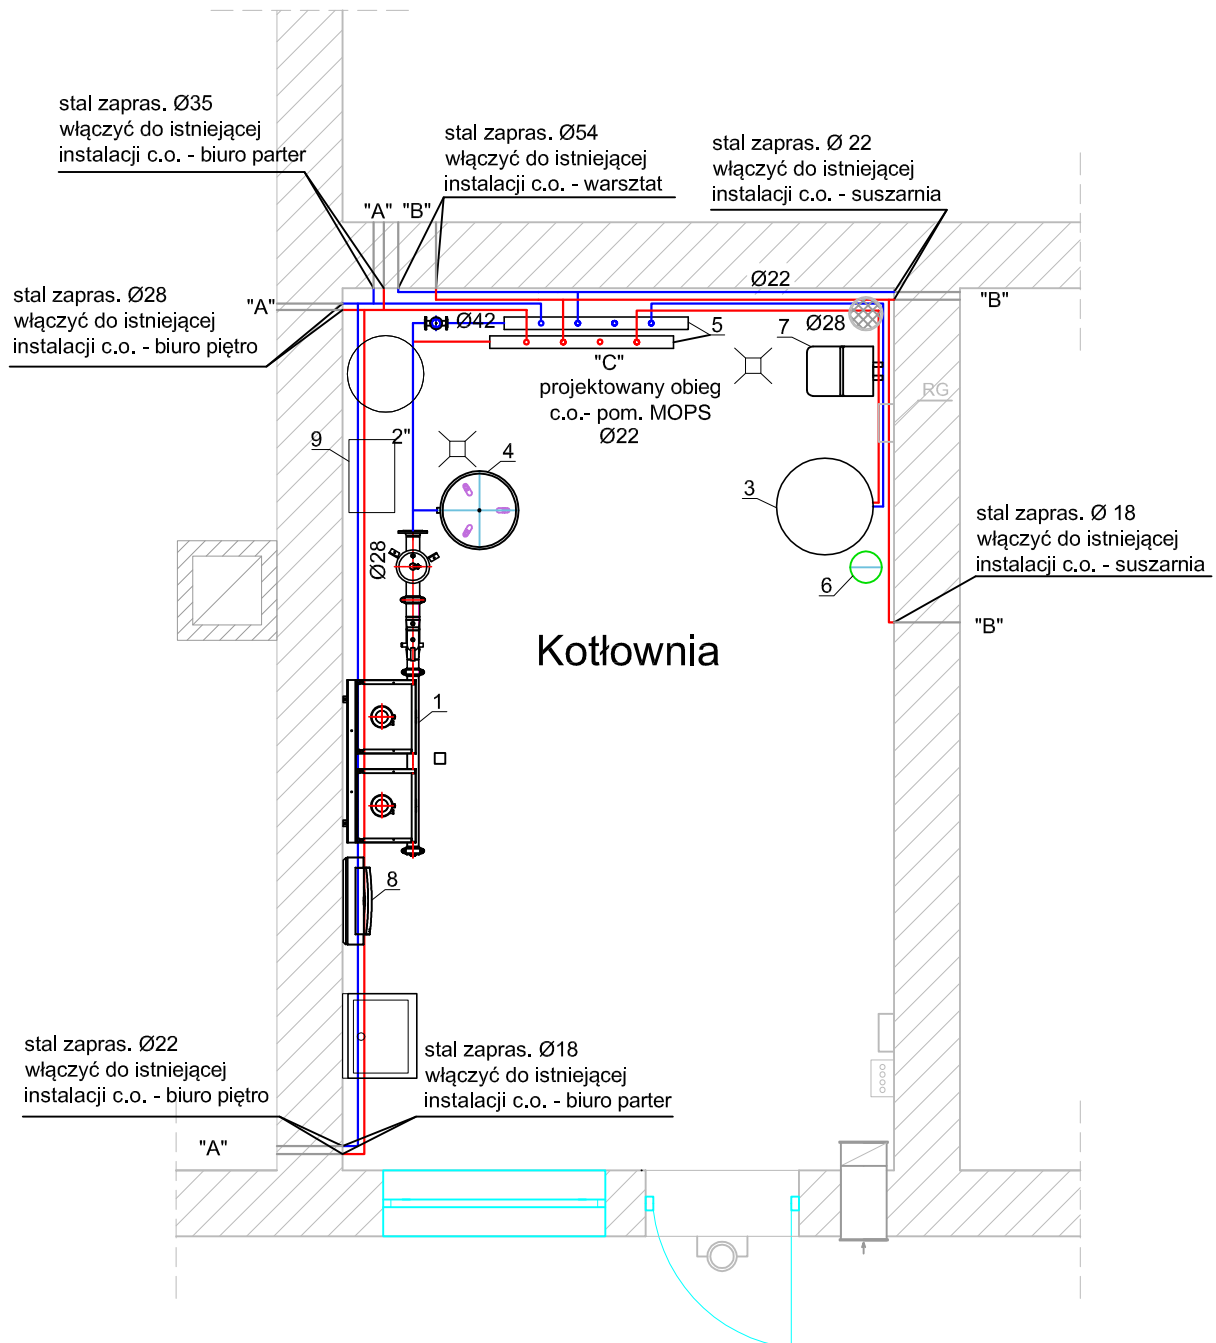 stal zapras. Ø35
włączyć do istniejącej
instalacji c.o. - biuro parter
stal zapras. Ø54
włączyć do istniejącej
instalacji c.o. - warsztat
stal zapras. Ø 22
włączyć do istniejącej
instalacji c.o. - suszarnia
"A" "B"
stal zapras. Ø28
włączyć do istniejącej
instalacji c.o. - biuro piętro
"A"
Ø22
"B"
Ø42
5
Ø28
7
"C"
projektowany obieg
c.o.- pom. MOPS
Ø22
RG
9
2"
4
3
stal zapras. Ø 18
włączyć do istniejącej
instalacji c.o. - suszarnia
Ø28
6
"B"
Kotłownia
1
8
stal zapras. Ø22
włączyć do istniejącej
instalacji c.o. - biuro piętro
stal zapras. Ø18
włączyć do istniejącej
instalacji c.o. - biuro parter
"A"